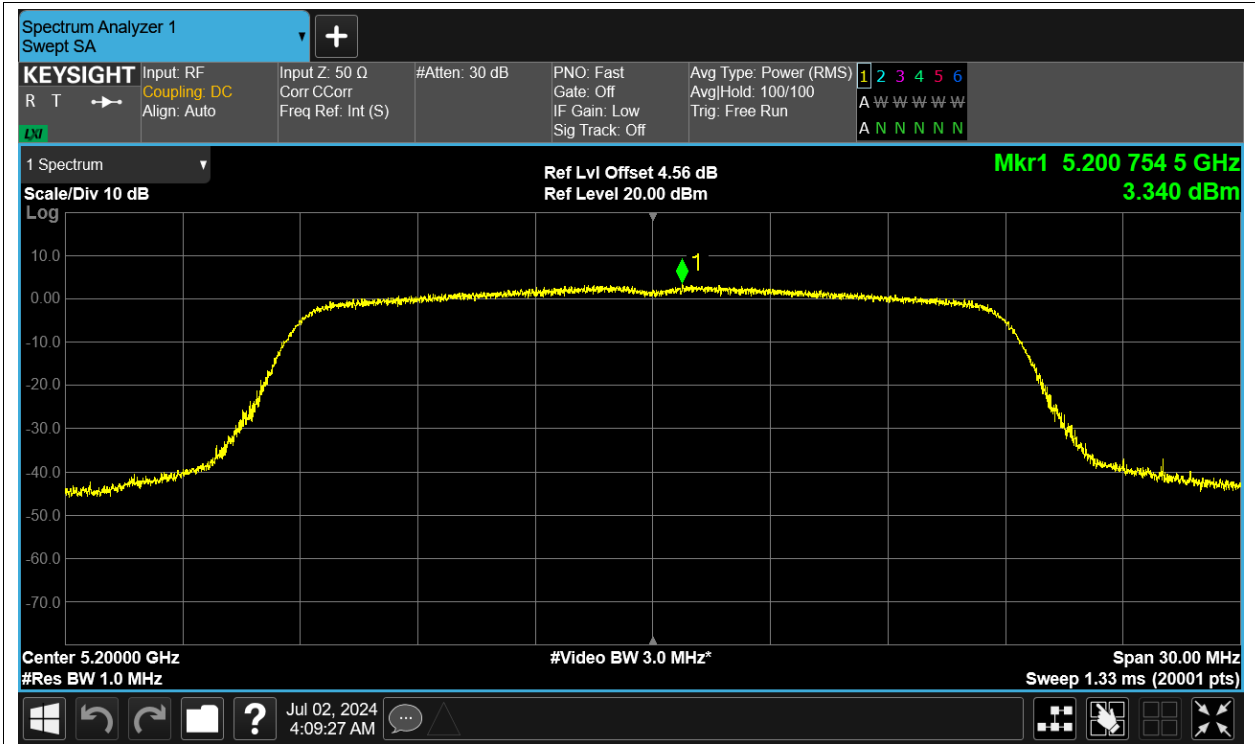 Spectrum Analyzer 1
Swept SA
+
KEYSIGHT
R T
LXI
Input: RF
Coupling: DC
Align: Auto
Input Z: 50 Ω
Corr CCorr
Freq Ref: Int (S)
#Atten: 30 dB
PNO: Fast
Gate: Off
IF Gain: Low
Sig Track: Off
Avg Type: Power (RMS)
Avg|Hold: 100/100
Trig: Free Run
1 2 3 4 5 6
A W W W W W
A N N N N N
1 Spectrum
Scale/Div 10 dB
Log
Ref Lvl Offset 4.56 dB
Ref Level 20.00 dBm
Mkr1 5.200 754 5 GHz
3.340 dBm
1
10.0
0.00
-10.0
-20.0
-30.0
-40.0
-50.0
-60.0
-70.0
Center 5.20000 GHz
#Res BW 1.0 MHz
#Video BW 3.0 MHz*
Span 30.00 MHz
Sweep 1.33 ms (20001 pts)
?
Jul 02, 2024
4:09:27 AM